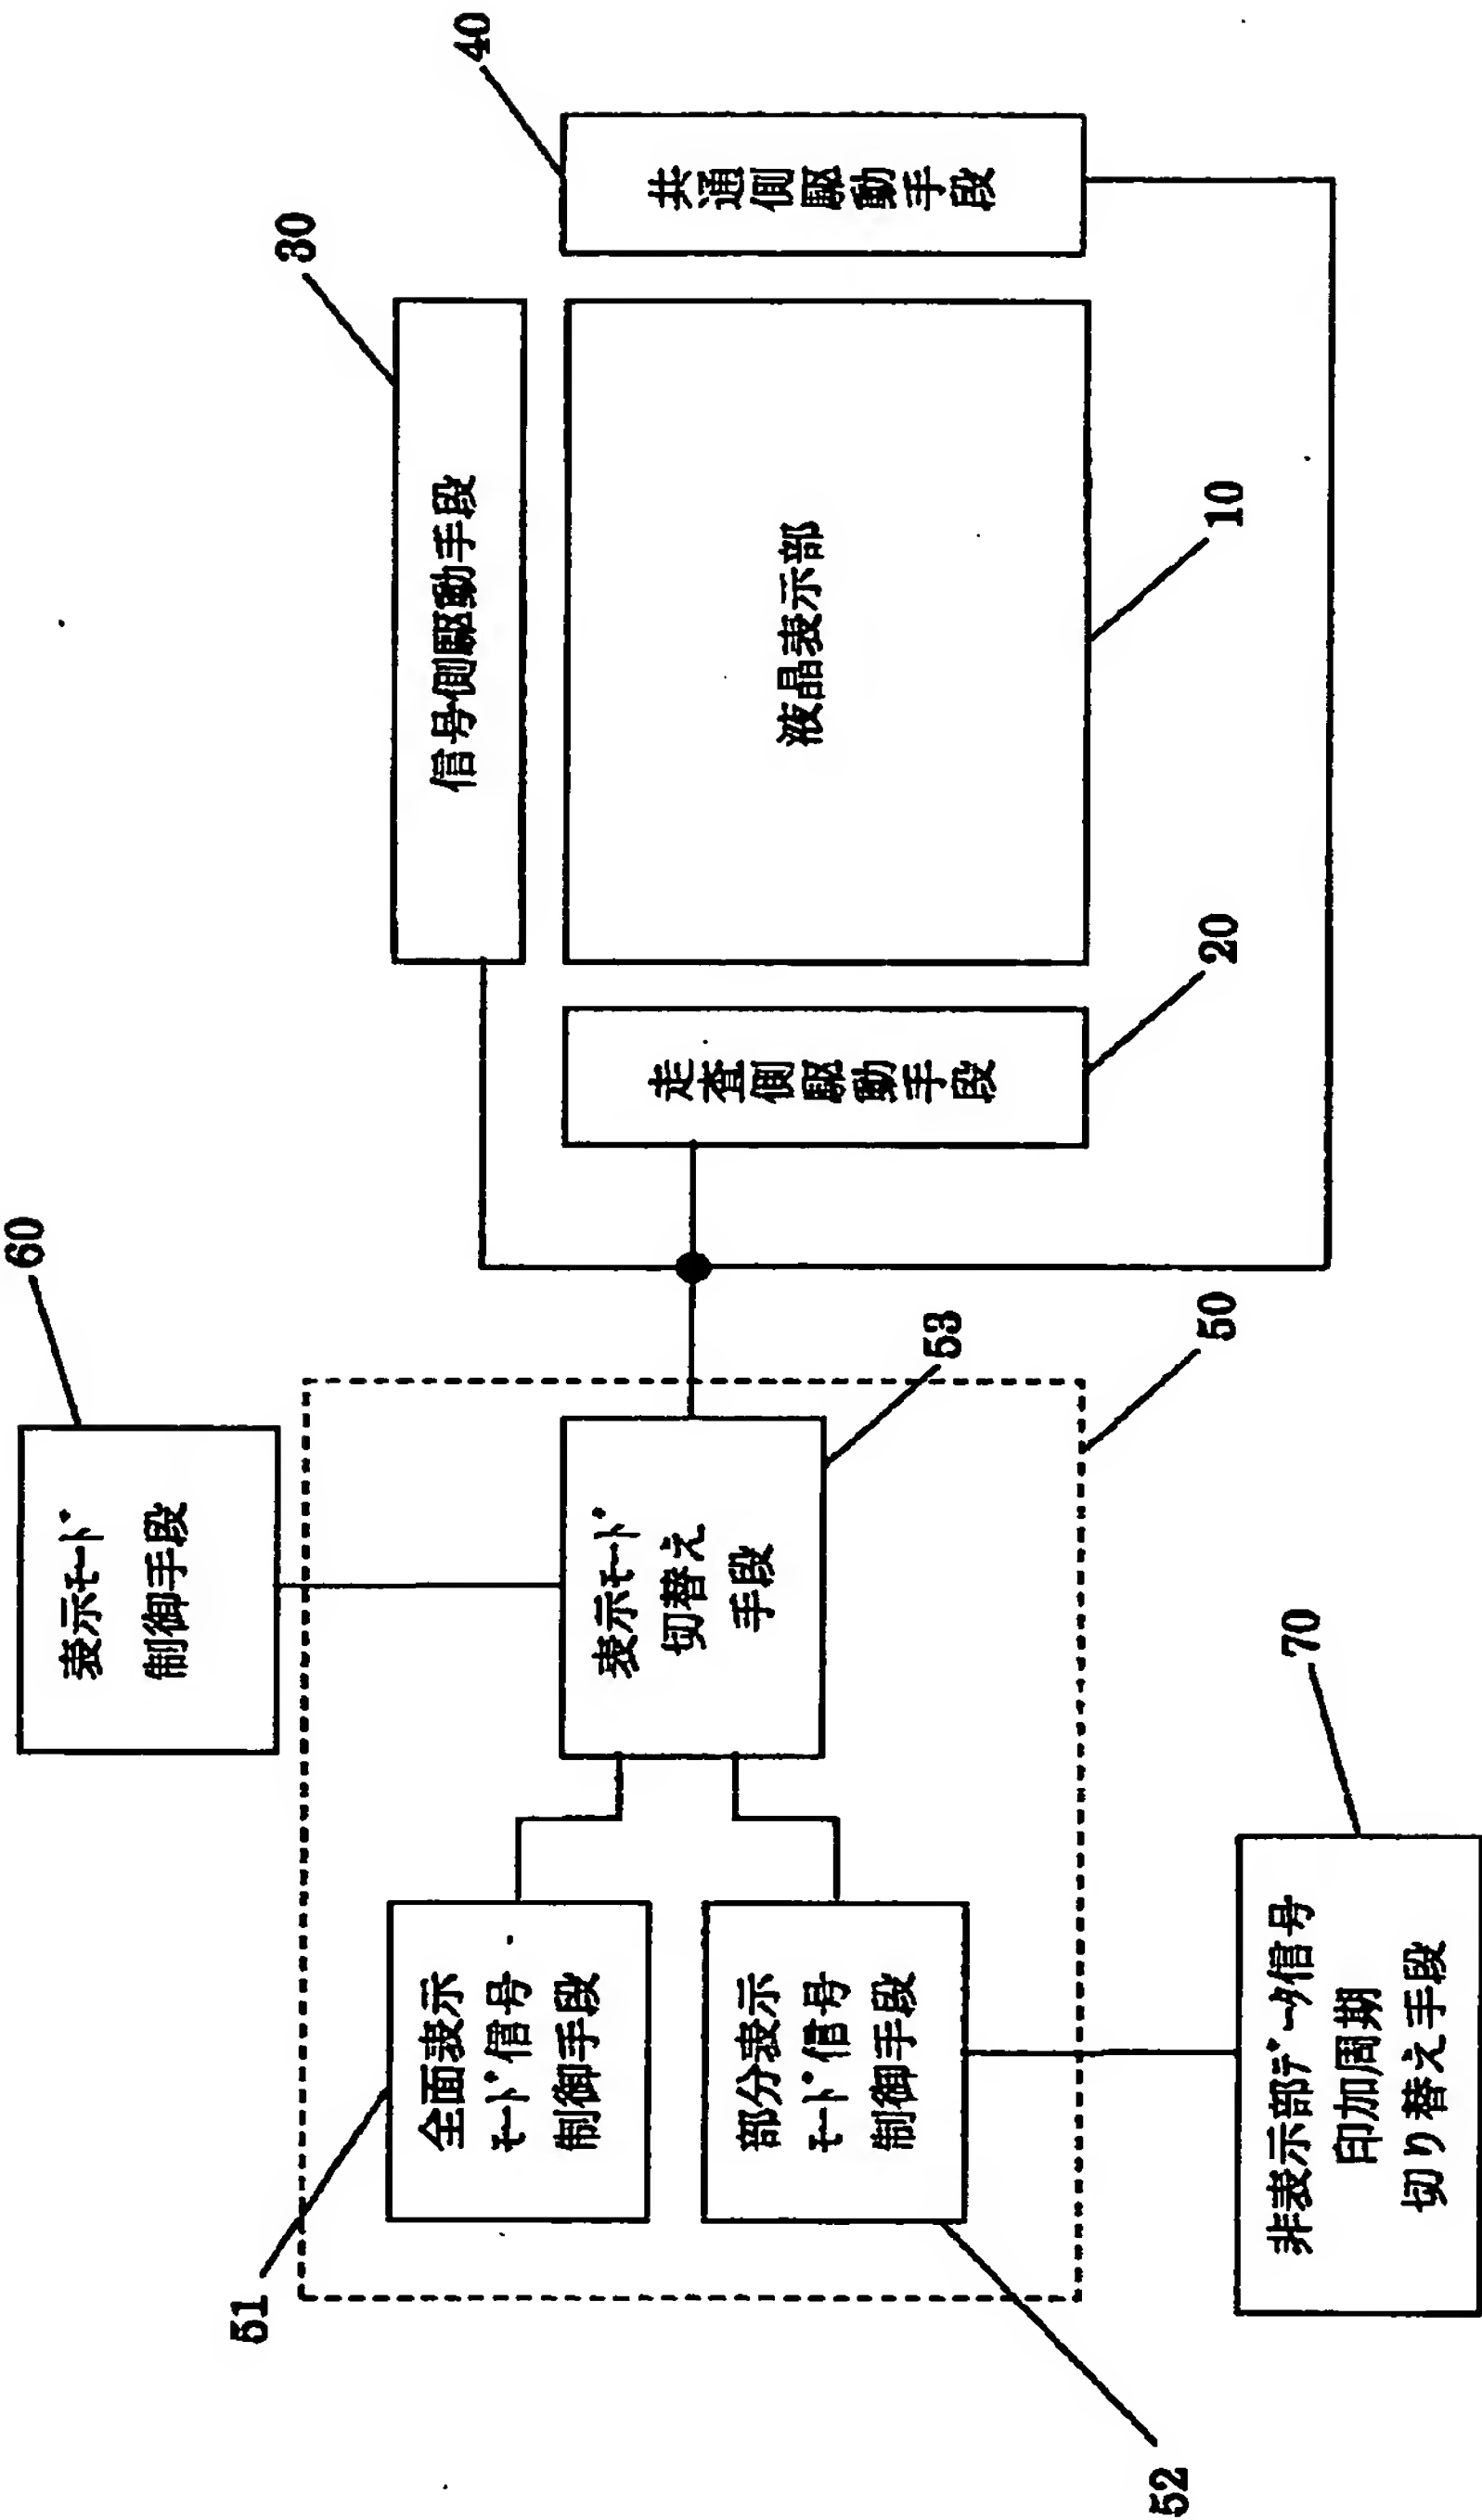 60
表示ﾓｰﾄﾞ
制御手段
30
信号側駆動手段
40
共通側駆動手段
51
全面表示
ﾓｰﾄﾞ信号
制御手段
表示ﾓｰﾄﾞ
切替え
手段
53
走査側駆動手段
液晶表示部
部分表示
ﾓｰﾄﾞ信号
制御手段
52
50
20
10
70
非表示部ﾃﾞｰﾀ信号
印加周期
切り替え手段